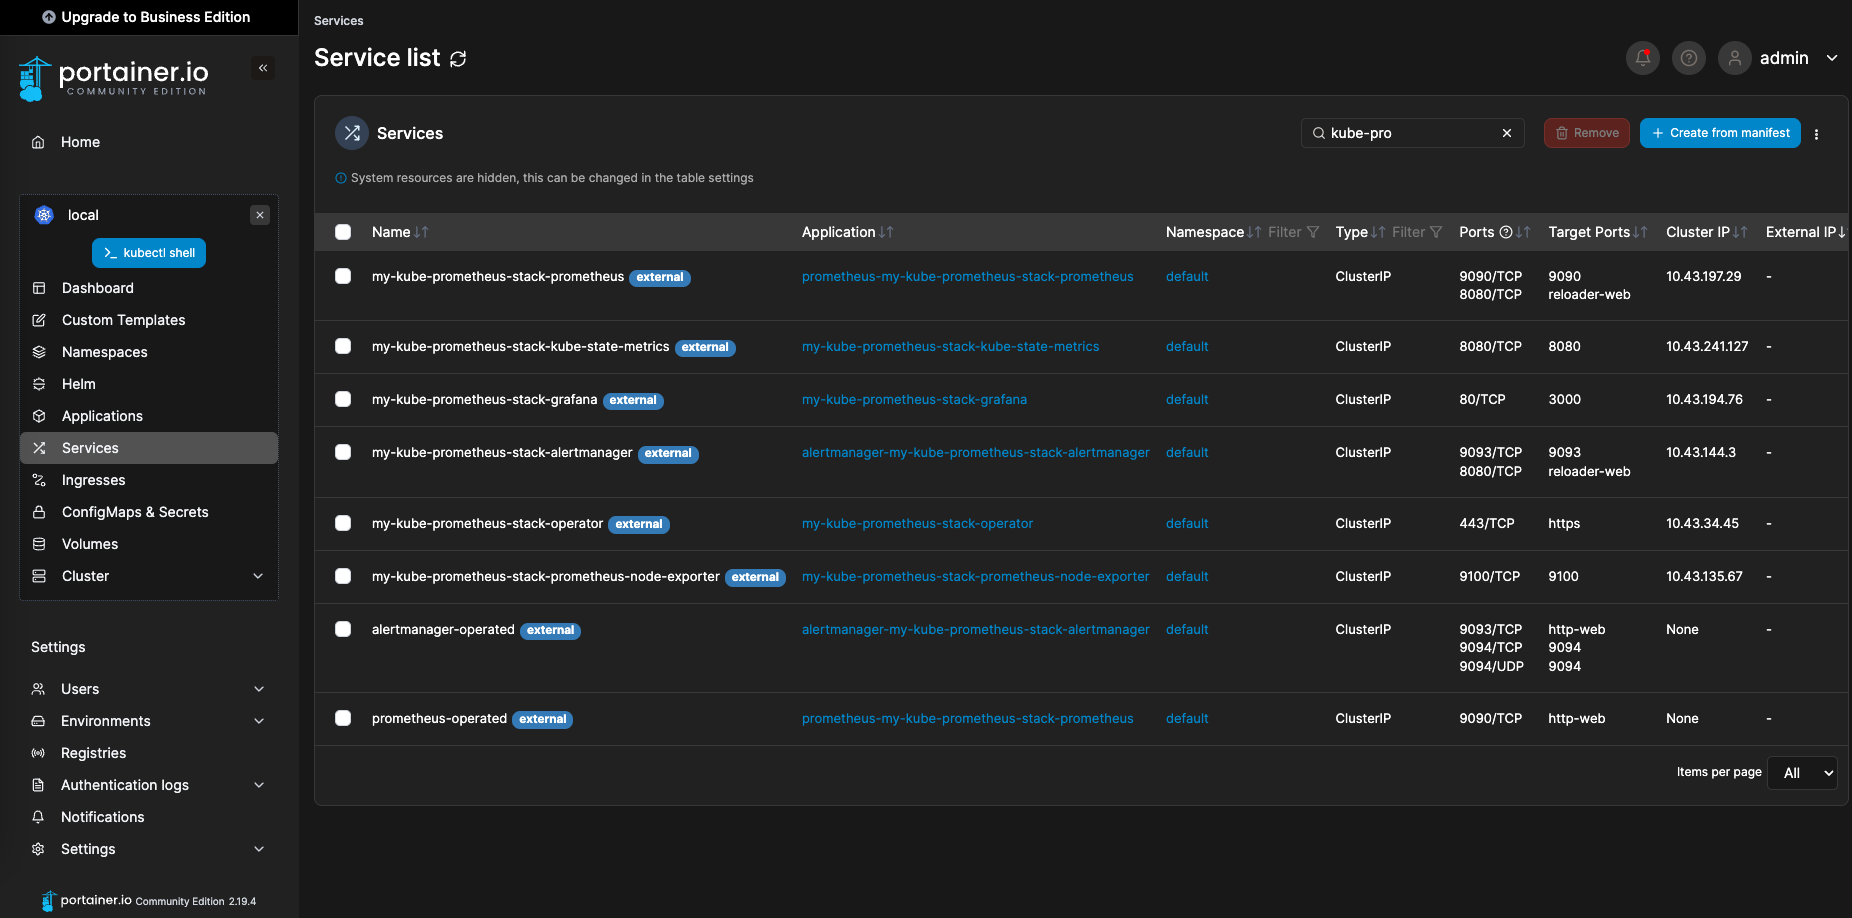 Upgrade to Business Edition
portainer.io
COMMUNITY EDITION
Home
local
kubectl shell
Dashboard
Custom Templates
Namespaces
Helm
Applications
Services
Ingresses
ConfigMaps & Secrets
Volumes
Cluster
Settings
Users
Environments
Registries
Authentication logs
Notifications
Settings
portainer.io Community Edition 2.19.4
Services
Service list
admin
Services
kube-pro
Remove
Create from manifest
System resources are hidden, this can be changed in the table settings
Name Application Namespace Filter Type Filter Ports Target Ports Cluster IP External IP
my-kube-prometheus-stack-prometheus external prometheus-my-kube-prometheus-stack-prometheus default ClusterIP 9090/TCP 9090 10.43.197.29 -
8080/TCP reloader-web
my-kube-prometheus-stack-kube-state-metrics external my-kube-prometheus-stack-kube-state-metrics default ClusterIP 8080/TCP 8080 10.43.241.127 -
my-kube-prometheus-stack-grafana external my-kube-prometheus-stack-grafana default ClusterIP 80/TCP 3000 10.43.194.76 -
my-kube-prometheus-stack-alertmanager external alertmanager-my-kube-prometheus-stack-alertmanager default ClusterIP 9093/TCP 9093 10.43.144.3 -
8080/TCP reloader-web
my-kube-prometheus-stack-operator external my-kube-prometheus-stack-operator default ClusterIP 443/TCP https 10.43.34.45 -
my-kube-prometheus-stack-prometheus-node-exporter external my-kube-prometheus-stack-prometheus-node-exporter default ClusterIP 9100/TCP 9100 10.43.135.67 -
alertmanager-operated external alertmanager-my-kube-prometheus-stack-alertmanager default ClusterIP 9093/TCP http-web None -
9094/TCP 9094
9094/UDP 9094
prometheus-operated external prometheus-my-kube-prometheus-stack-prometheus default ClusterIP 9090/TCP http-web None -
Items per page All